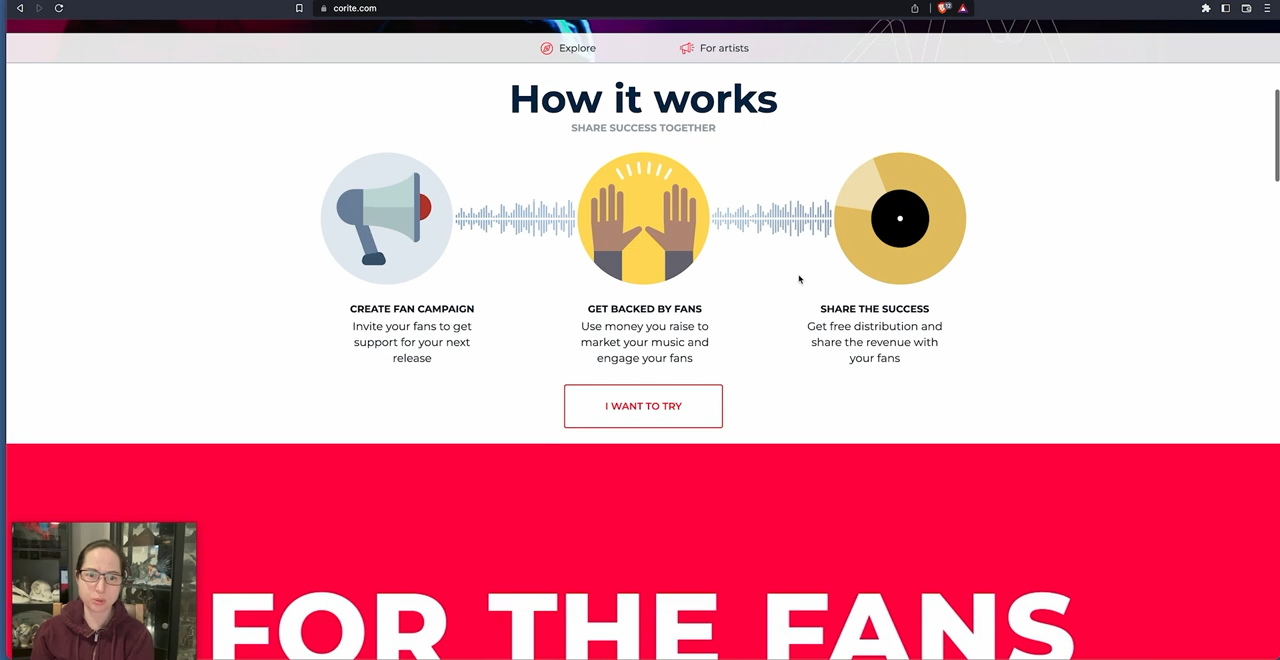 corite.com
Explore
For artists
How it works
SHARE SUCCESS TOGETHER
CREATE FAN CAMPAIGN
Invite your fans to get
support for your next
release
GET BACKED BY FANS
Use money you raise to
market your music and
engage your fans
SHARE THE SUCCESS
Get free distribution and
share the revenue with
your fans
I WANT TO TRY
FOR THE FANS